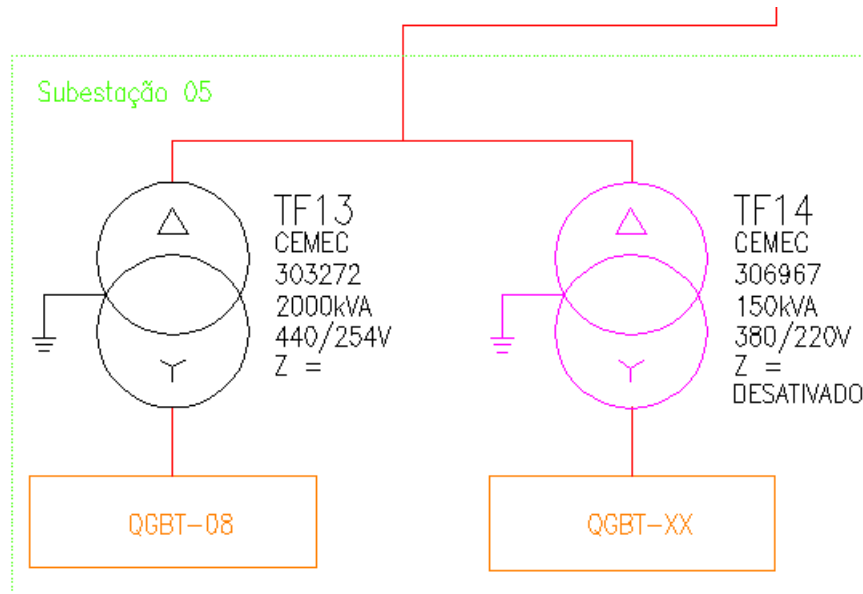 Subestação 05
TF13
CEMEC
303272
2000kVA
440/254V
Z =
TF14
CEMEC
306967
150kVA
380/220V
Z =
DESATIVADO
QGBT-08
QGBT-XX